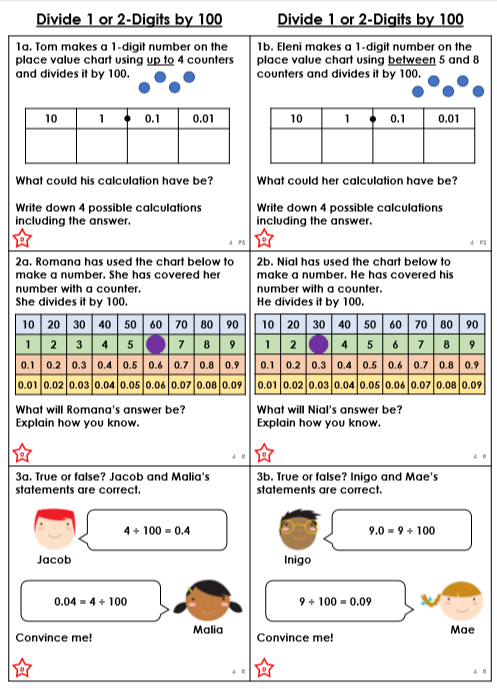 Divide 1 or 2-Digits by 100
Divide 1 or 2-Digits by 100
1a. Tom makes a 1-digit number on the
place value chart using up to 4 counters
and divides it by 100.
10 1 0.1 0.01
What could his calculation have be?
Write down 4 possible calculations
including the answer.
D
PS
1b. Eleni makes a 1-digit number on the
place value chart using between 5 and 8
counters and divides it by 100.
10 1 0.1 0.01
What could her calculation have be?
Write down 4 possible calculations
including the answer.
D
PS
2a. Romana has used the chart below to
make a number. She has covered her
number with a counter.
She divides it by 100.
10 20 30 40 50 60 70 80 90
1 2 3 4 5 7 8 9
0.1 0.2 0.3 0.4 0.5 0.6 0.7 0.8 0.9
0.01 0.02 0.03 0.04 0.05 0.06 0.07 0.08 0.09
What will Romana's answer be?
Explain how you know.
D
R
2b. Nial has used the chart below to
make a number. He has covered his
number with a counter.
He divides it by 100.
10 20 30 40 50 60 70 80 90
1 2 4 5 6 7 8 9
0.1 0.2 0.3 0.4 0.5 0.6 0.7 0.8 0.9
0.01 0.02 0.03 0.04 0.05 0.06 0.07 0.08 0.09
What will Nial's answer be?
Explain how you know.
D
R
3a. True or false? Jacob and Malia's
statements are correct.
4 ÷ 100 = 0.4
Jacob
0.04 = 4 ÷ 100
Malia
Convince me!
D
R
3b. True or false? Inigo and Mae's
statements are correct.
9.0 = 9 ÷ 100
Inigo
9 ÷ 100 = 0.09
Mae
Convince me!
D
R